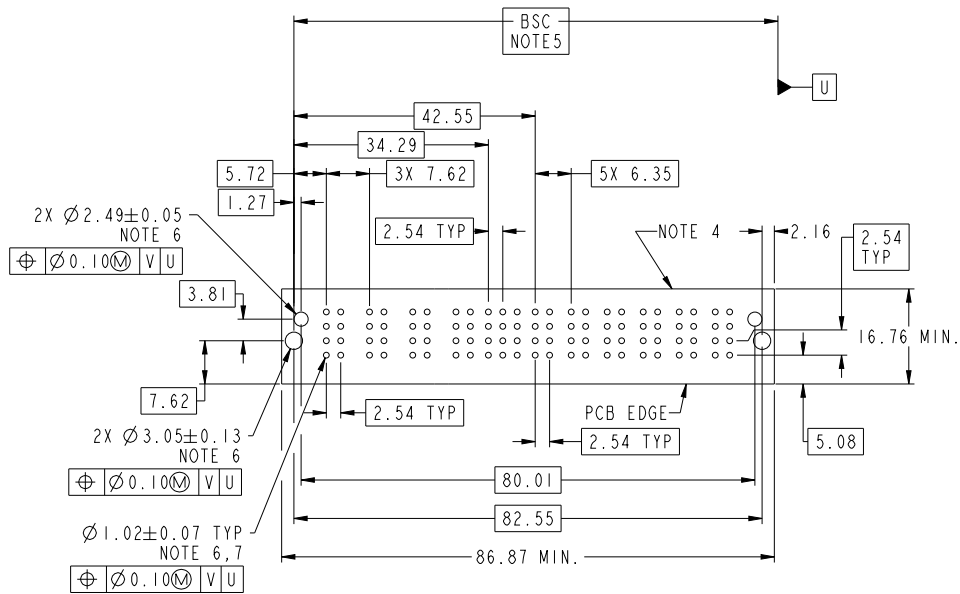 BSC
NOTE5
U
42.55
34.29
5.72
3X 7.62
5X 6.35
1.27
2X Ø2.49±0.05
NOTE 6
⌖ Ø0.10Ⓜ V U
2.54 TYP
NOTE 4
2.16
2.54
TYP
3.81
16.76 MIN.
7.62
2.54 TYP
PCB EDGE
2.54 TYP
5.08
2X Ø3.05±0.13
NOTE 6
⌖ Ø0.10Ⓜ V U
80.01
82.55
Ø1.02±0.07 TYP
NOTE 6,7
⌖ Ø0.10Ⓜ V U
86.87 MIN.